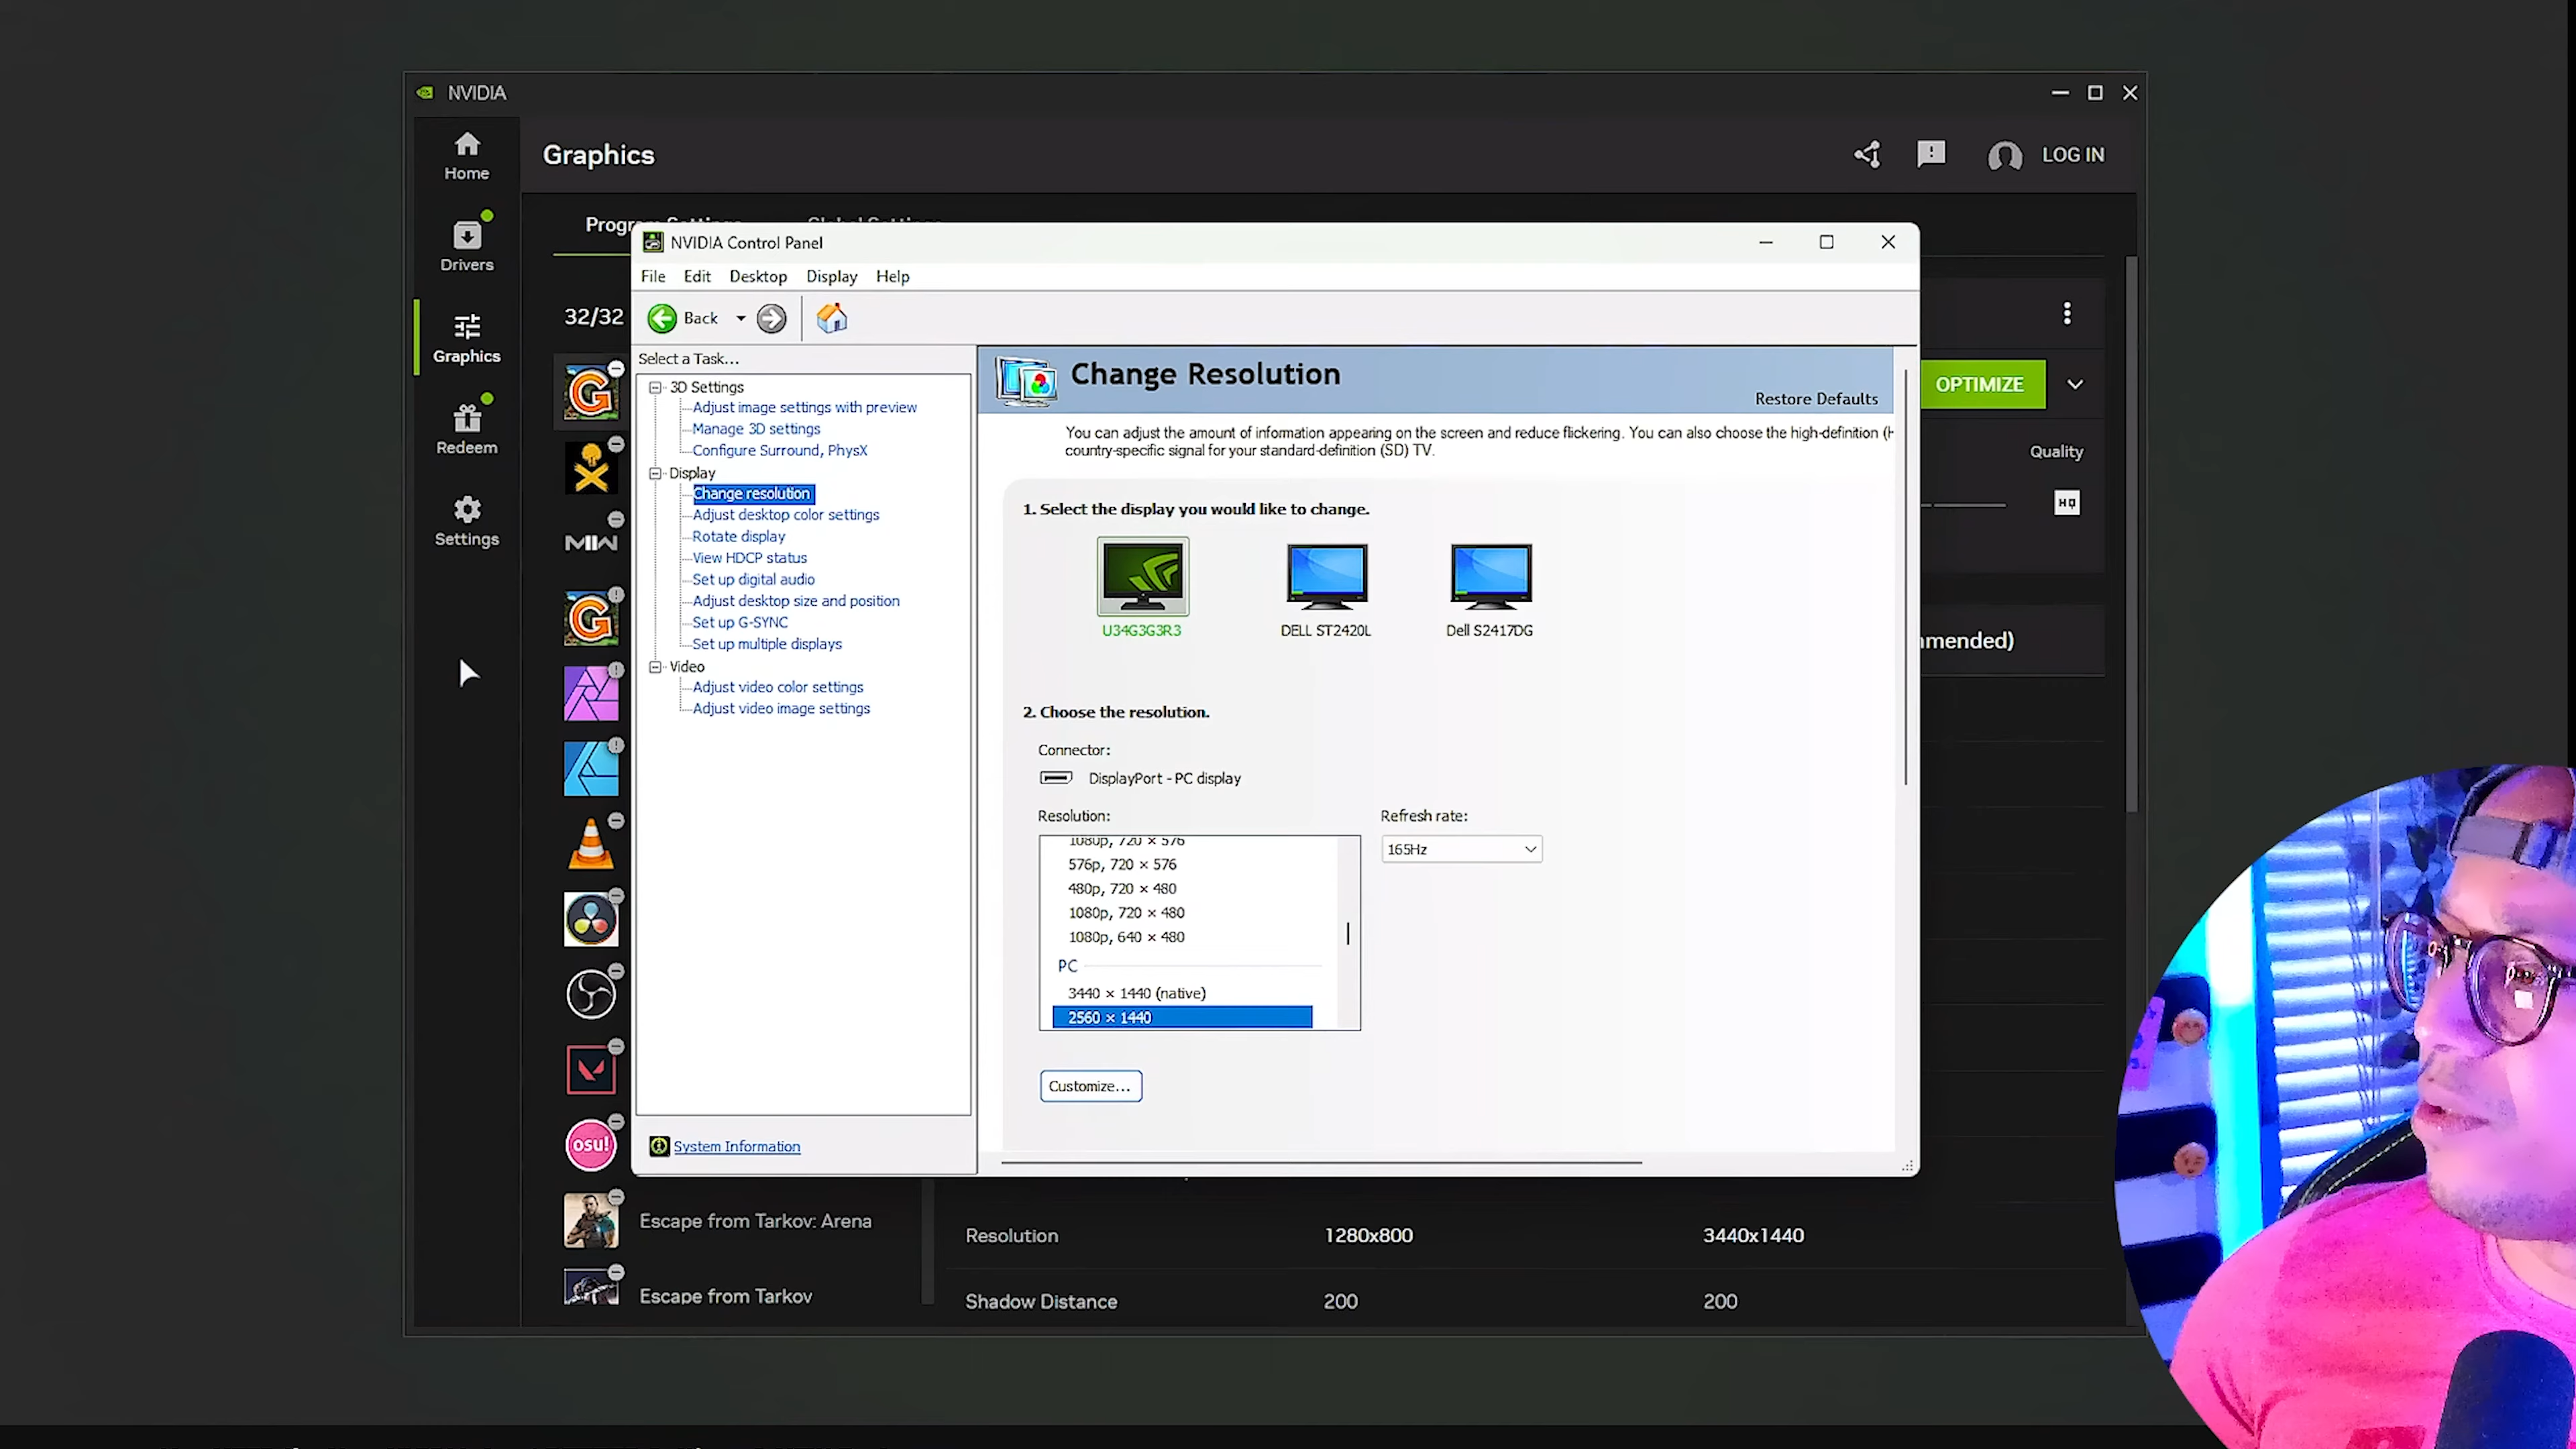 NVIDIA
Home
Graphics
LOG IN
Drivers
32/32
Graphics
Redeem
Settings
NVIDIA Control Panel
File Edit Desktop Display Help
Back
Select a Task...
3D Settings
Adjust image settings with preview
Manage 3D settings
Configure Surround, PhysX
Display
Change resolution
Adjust desktop color settings
Rotate display
View HDCP status
Set up digital audio
Adjust desktop size and position
Set up G-SYNC
Set up multiple displays
Video
Adjust video color settings
Adjust video image settings
System Information
Change Resolution
Restore Defaults
You can adjust the amount of information appearing on the screen and reduce flickering. You can also choose the high-definition (H
country-specific signal for your standard-definition (SD) TV.
1. Select the display you would like to change.
U34G3G3R3
DELL ST2420L
Dell S2417DG
2. Choose the resolution.
Connector:
DisplayPort - PC display
Resolution:
Refresh rate:
165Hz
1080p, 720 × 576
576p, 720 × 576
480p, 720 × 480
1080p, 720 × 480
1080p, 640 × 480
PC
3440 × 1440 (native)
2560 × 1440
Customize...
OPTIMIZE
Quality
HQ
mmended)
MW
osu!
Escape from Tarkov: Arena
Escape from Tarkov
Resolution 1280x800 3440x1440
Shadow Distance 200 200